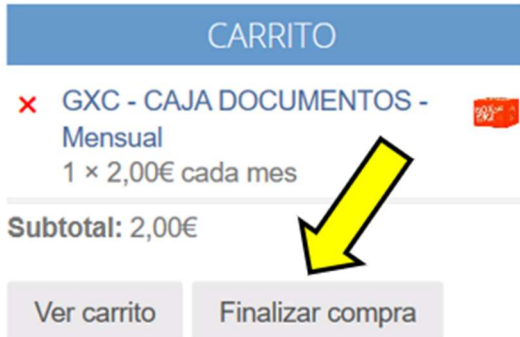 CARRITO
× GXC - CAJA DOCUMENTOS -
Mensual
1 × 2,00€ cada mes
Subtotal: 2,00€
Ver carrito Finalizar compra